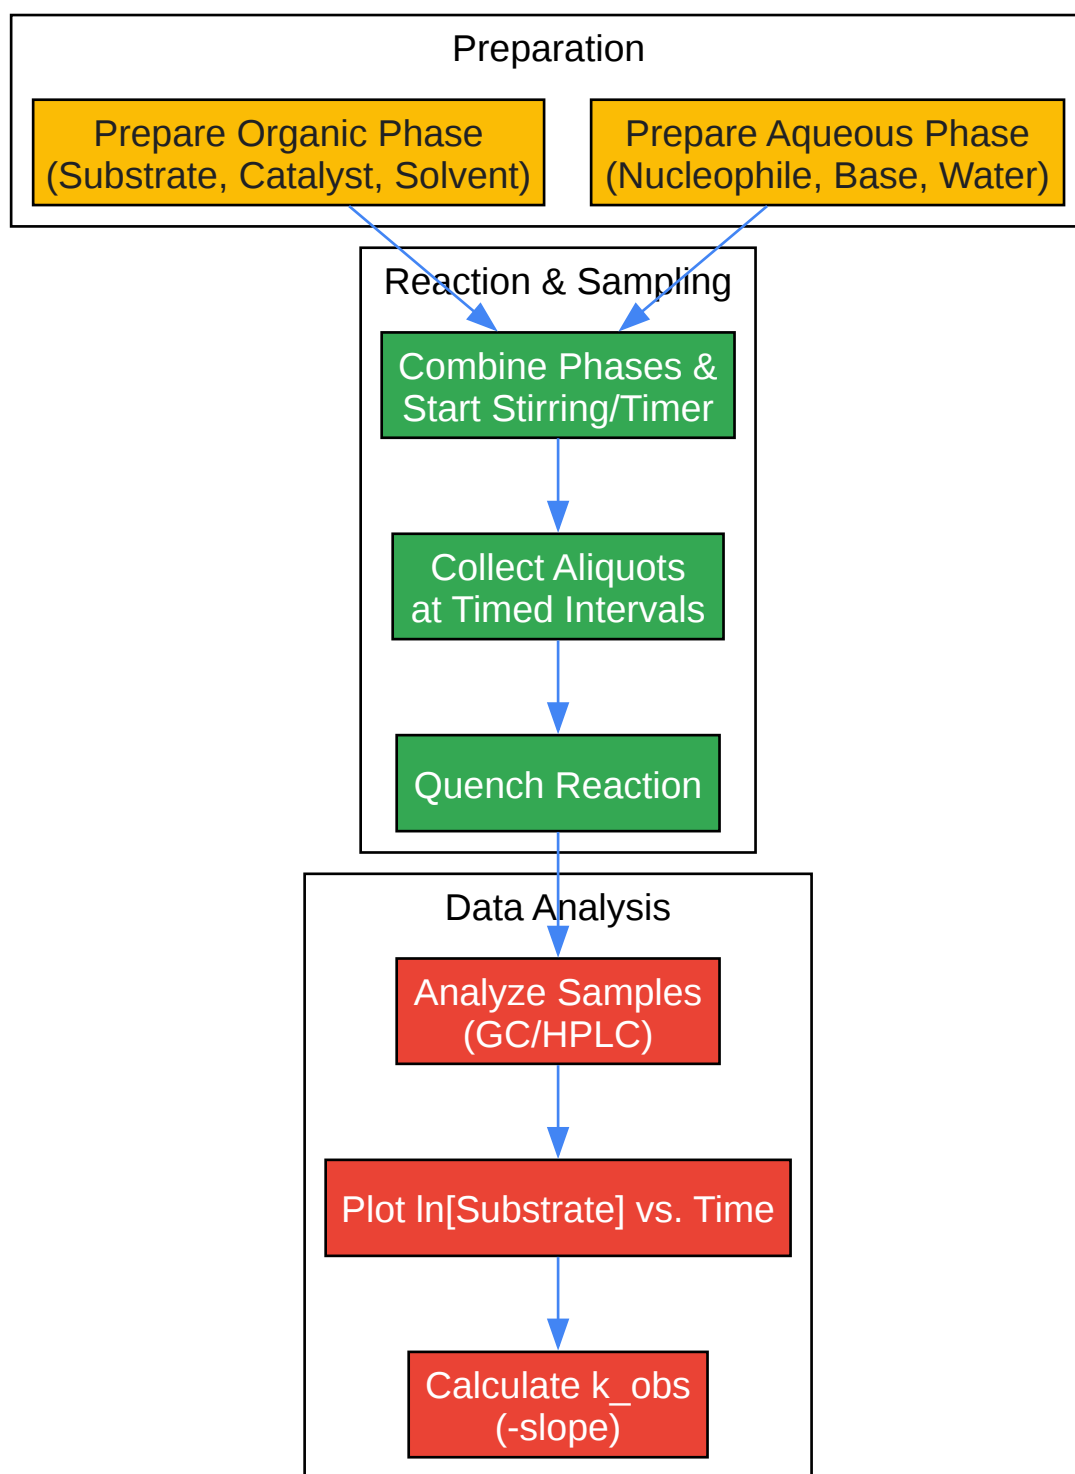 Preparation
Prepare Organic Phase
(Substrate, Catalyst, Solvent)
Prepare Aqueous Phase
(Nucleophile, Base, Water)
Reaction & Sampling
Combine Phases &
Start Stirring/Timer
Collect Aliquots
at Timed Intervals
Quench Reaction
Data Analysis
Analyze Samples
(GC/HPLC)
Plot ln[Substrate] vs. Time
Calculate k_obs
(-slope)